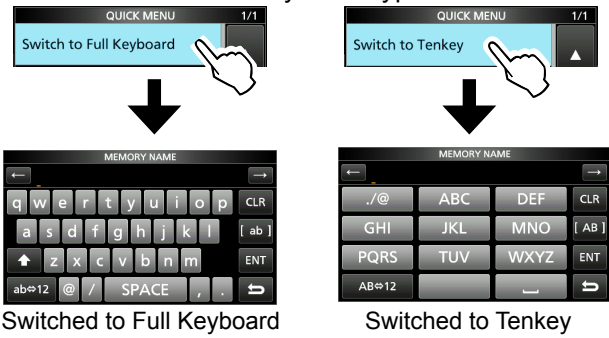 QUICK MENU 1/1
Switch to Full Keyboard
QUICK MENU 1/1
Switch to Tenkey
MEMORY NAME
q w e r t y u i o p CLR
a s d f g h j k l [ ab ]
z x c v b n m ENT
ab⇔12 @ / SPACE , .
Switched to Full Keyboard
MEMORY NAME
./@ ABC DEF CLR
GHI JKL MNO [ AB ]
PQRS TUV WXYZ ENT
AB⇔12
Switched to Tenkey